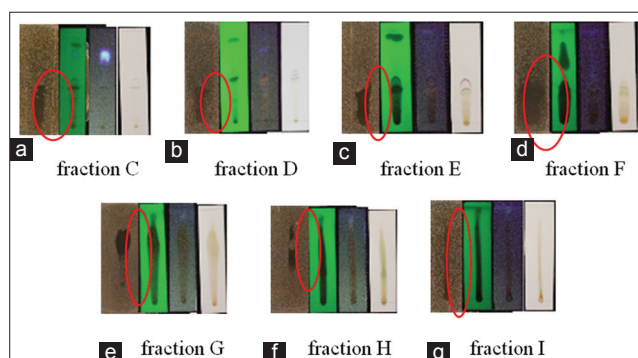 a
fraction C
b
fraction D
c
fraction E
d
fraction F
e
fraction G
f
fraction H
g
fraction I